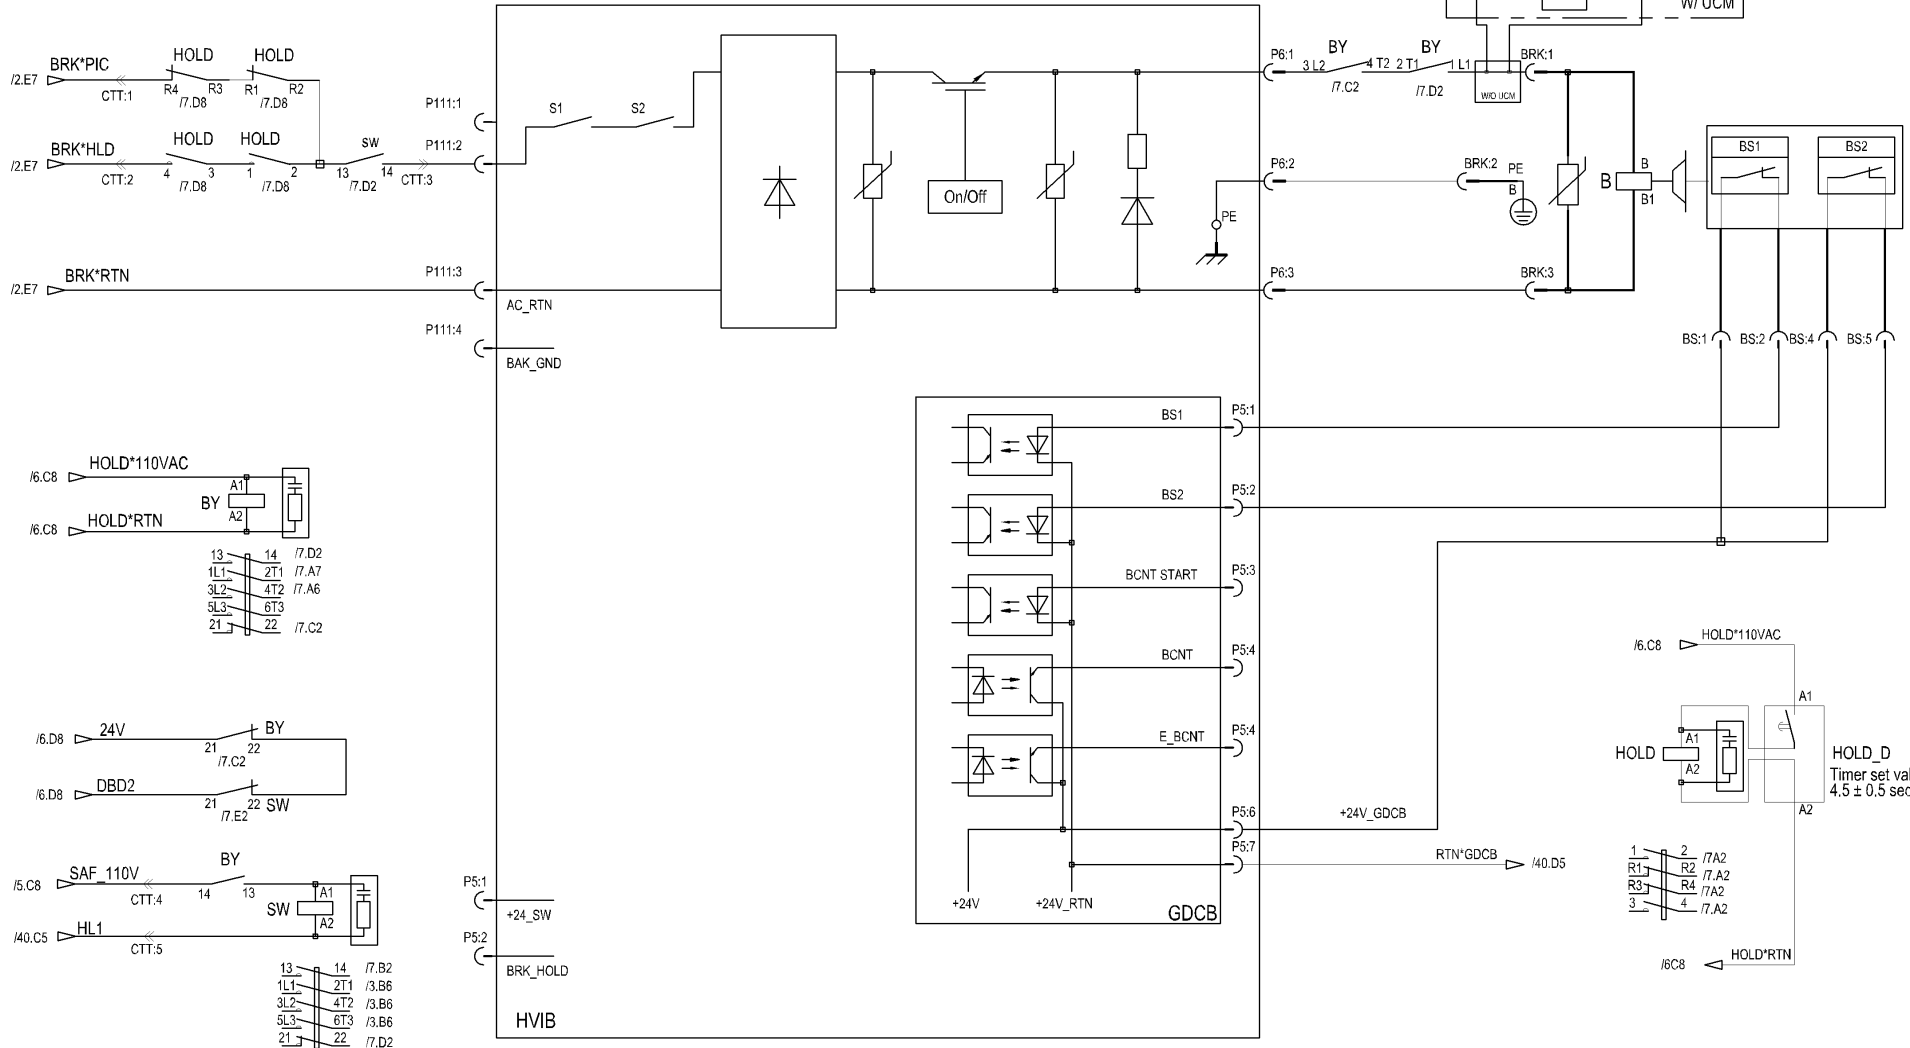 W/ UCM
BRK*PIC
HOLD
HOLD
/2.E7
CTT:1
R4
R3
R1
R2
/7.D8
/7.D8
BRK*HLD
HOLD
HOLD
SW
/2.E7
CTT:2
4
3
1
2
13
14
CTT:3
/7.D8
/7.D8
/7.D2
BRK*RTN
/2.E7
P111:1
P111:2
P111:3
AC_RTN
P111:4
BAK_GND
S1
S2
On/Off
PE
P6:1
BY
BY
BRK:1
3 L2
4 T2
2 T1
1 L1
/7.C2
/7.D2
W/O UCM
P6:2
BRK:2
PE
B
P6:3
BRK:3
B
B
B1
BS1
BS2
BS:1
BS:2
BS:4
BS:5
BS1
P5:1
BS2
P5:2
BCNT START
P5:3
BCNT
P5:4
E_BCNT
P5:4
P5:6
+24V_GDCB
P5:7
RTN*GDCB
/40.D5
+24V
+24V_RTN
GDCB
HOLD*110VAC
/6.C8
A1
BY
A2
HOLD*RTN
/6.C8
13
14
/7.D2
1L1
2T1
/7.A7
3L2
4T2
/7.A6
5L3
6T3
21
22
/7.C2
24V
BY
/6.D8
21
22
/7.C2
DBD2
/6.D8
21
22
SW
/7.E2
SAF_110V
BY
/5.C8
CTT:4
14
13
A1
SW
A2
HL1
/40.C5
CTT:5
13
14
/7.B2
1L1
2T1
/3.B6
3L2
4T2
/3.B6
5L3
6T3
/3.B6
21
22
/7.D2
P5:1
+24_SW
P5:2
BRK_HOLD
HVIB
HOLD*110VAC
/6.C8
A1
HOLD
A1
A2
HOLD_D
Timer set val
4.5 ± 0.5 sec
A2
1
2
/7A2
R1
R2
/7.A2
R3
R4
/7A2
3
4
/7.A2
HOLD*RTN
/6C8